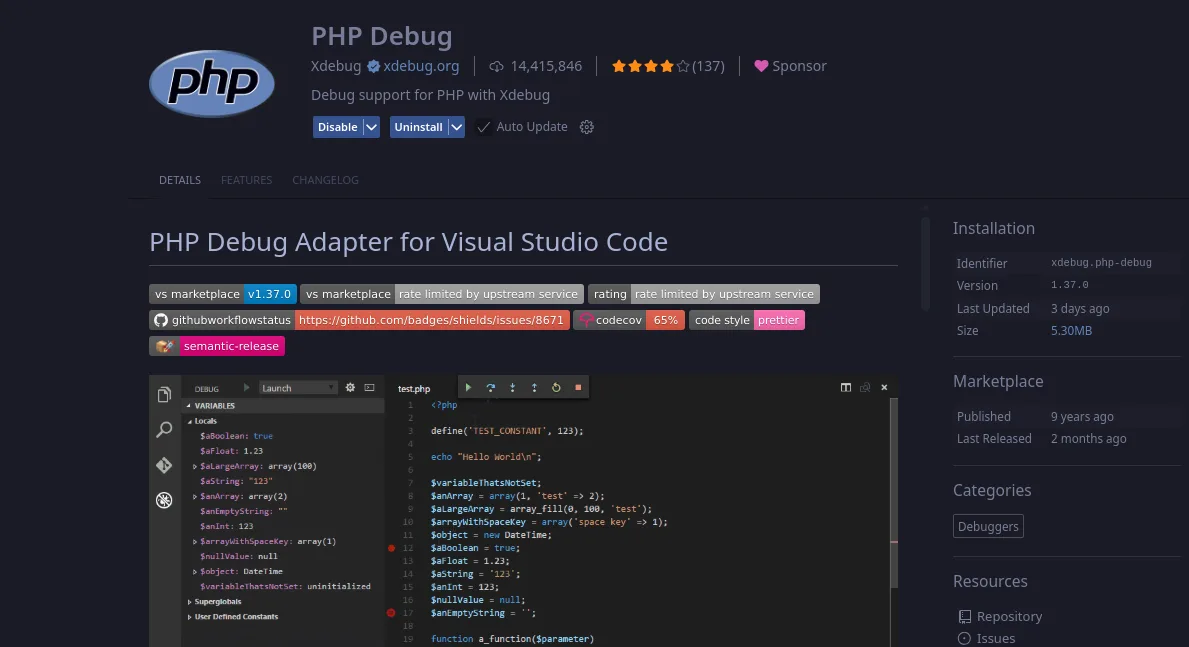 php
PHP Debug
Xdebug xdebug.org 14,415,846 (137) Sponsor
Debug support for PHP with Xdebug
Disable Uninstall Auto Update
DETAILS FEATURES CHANGELOG
PHP Debug Adapter for Visual Studio Code
vs marketplace v1.37.0 vs marketplace rate limited by upstream service rating rate limited by upstream service
githubworkflowstatus https://github.com/badges/shields/issues/8671 codecov 65% code style prettier
semantic-release
DEBUG Launch
VARIABLES
Locals
$aBoolean: true
$aFloat: 1.23
$aLargeArray: array(100)
$aString: "123"
$anArray: array(2)
$anEmptyString: ""
$anInt: 123
$arrayWithSpaceKey: array(1)
$nullValue: null
$object: DateTime
$variableThatsNotSet: uninitialized
Superglobals
User Defined Constants
test.php
1 <?php
2
3 define('TEST_CONSTANT', 123);
4
5 echo "Hello World\n";
6
7 $variableThatsNotSet;
8 $anArray = array(1, 'test' => 2);
9 $aLargeArray = array_fill(0, 100, 'test');
10 $arrayWithSpaceKey = array('space key' => 1);
11 $object = new DateTime;
12 $aBoolean = true;
13 $aFloat = 1.23;
14 $aString = '123';
15 $anInt = 123;
16 $nullValue = null;
17 $anEmptyString = '';
18
19 function a_function($parameter)
Installation
Identifier xdebug.php-debug
Version 1.37.0
Last Updated 3 days ago
Size 5.30MB
Marketplace
Published 9 years ago
Last Released 2 months ago
Categories
Debuggers
Resources
Repository
Issues